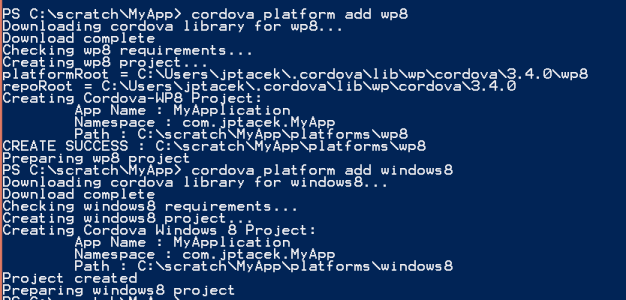 PS C:\scratch\MyApp> cordova platform add wp8
Downloading cordova library for wp8...
Download complete
Checking wp8 requirements...
Creating wp8 project...
platformRoot = C:\Users\jptacek\.cordova\lib\wp\cordova\3.4.0\wp8
repoRoot = C:\Users\jptacek\.cordova\lib\wp\cordova\3.4.0
Creating Cordova-WP8 Project:
App Name : MyApplication
Namespace : com.jptacek.MyApp
Path : C:\scratch\MyApp\platforms\wp8
CREATE SUCCESS : C:\scratch\MyApp\platforms\wp8
Preparing wp8 project
PS C:\scratch\MyApp> cordova platform add windows8
Downloading cordova library for windows8...
Download complete
Checking windows8 requirements...
Creating windows8 project...
Creating Cordova Windows 8 Project:
App Name : MyApplication
Namespace : com.jptacek.MyApp
Path : C:\scratch\MyApp\platforms\windows8
Project created
Preparing windows8 project
PS C:\scratch\MyApp>